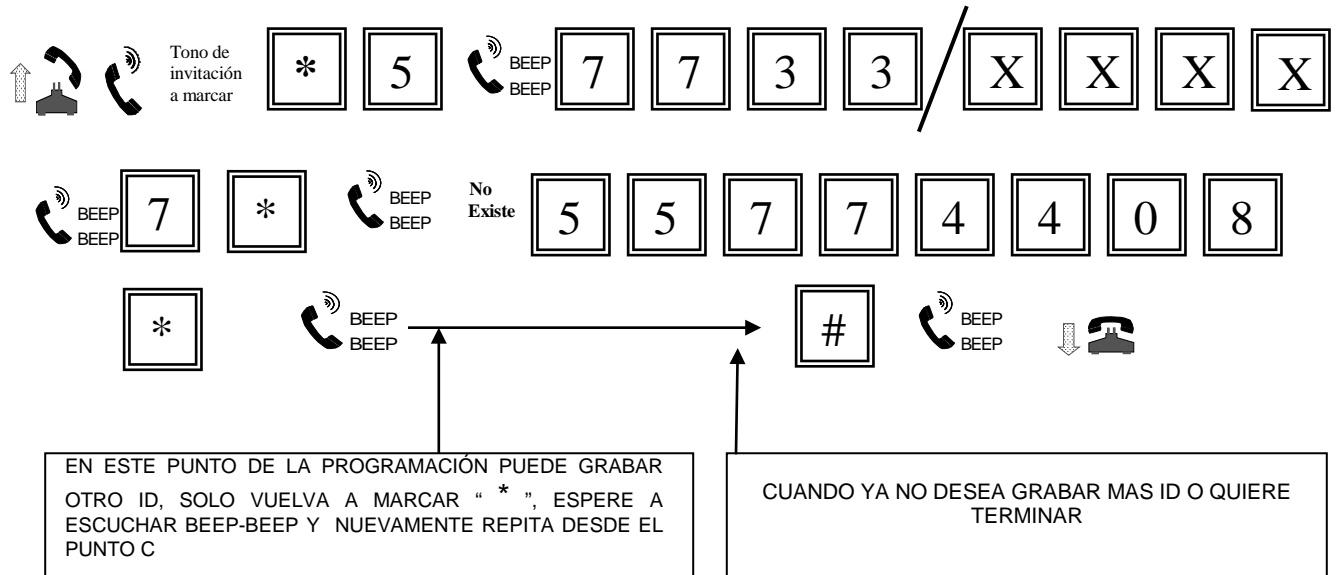 Tono de
invitación
a marcar
* 5 BEEP BEEP 7 7 3 3 / X X X X
BEEP BEEP 7 * BEEP BEEP No Existe 5 5 7 7 4 4 0 8
* BEEP BEEP # BEEP BEEP
EN ESTE PUNTO DE LA PROGRAMACIÓN PUEDE GRABAR
OTRO ID, SOLO VUELVA A MARCAR “ * ”, ESPERE A
ESCUCHAR BEEP-BEEP Y NUEVAMENTE REPITA DESDE EL
PUNTO C
CUANDO YA NO DESEA GRABAR MAS ID O QUIERE
TERMINAR